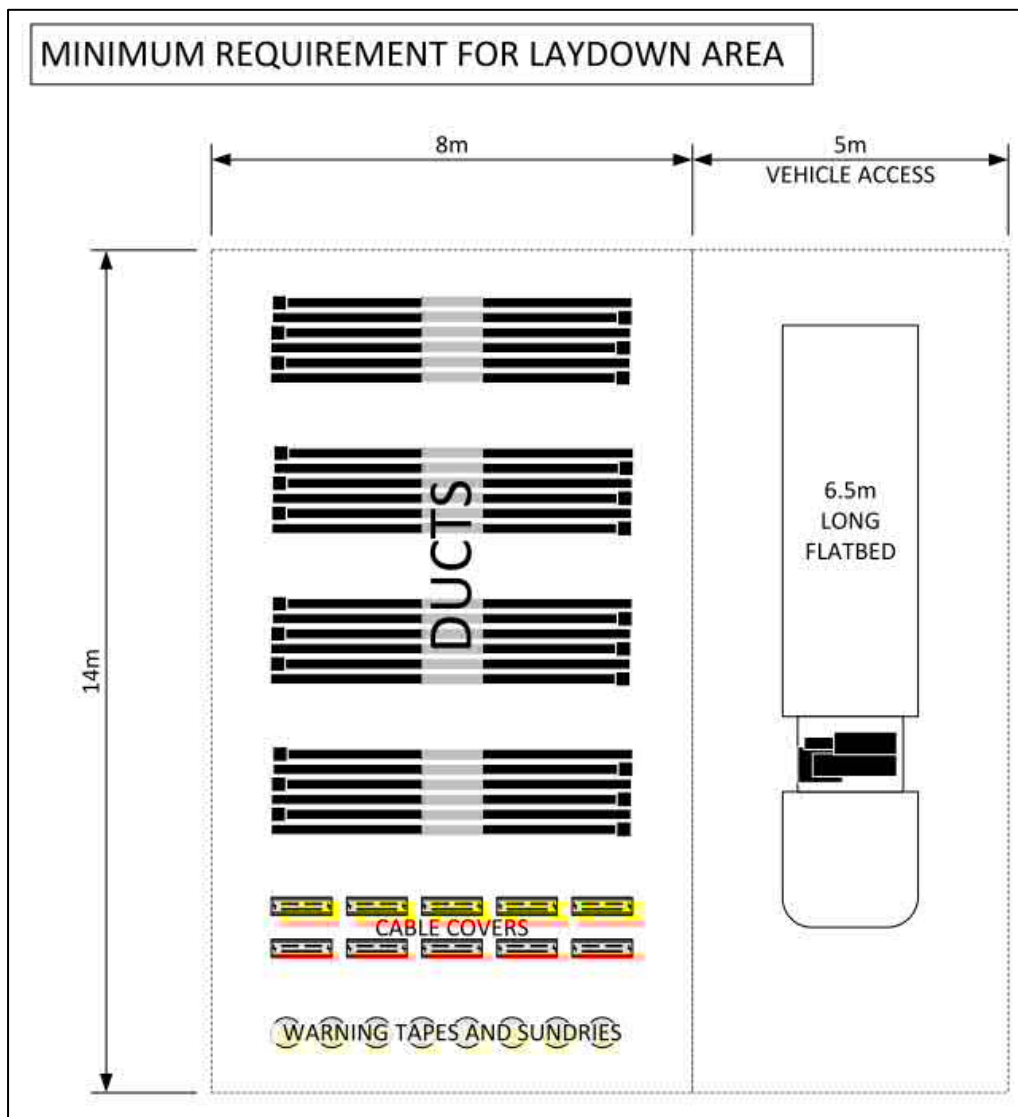 MINIMUM REQUIREMENT FOR LAYDOWN AREA
8m
5m
VEHICLE ACCESS
14m
DUCTS
6.5m
LONG
FLATBED
CABLE COVERS
WARNING TAPES AND SUNDRIES